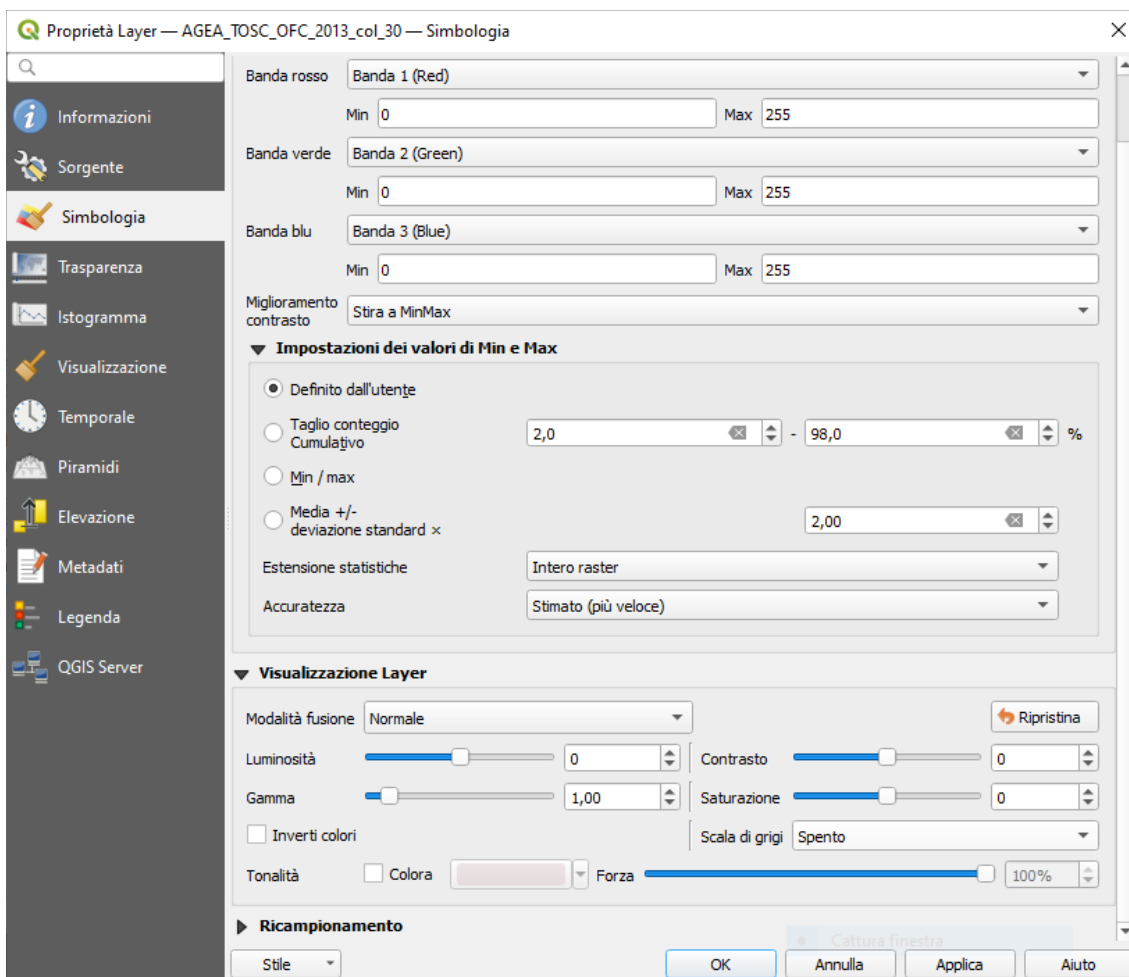 Proprietà Layer — AGEA_TOSC_OFC_2013_col_30 — Simbologia
Informazioni
Sorgente
Simbologia
Trasparenza
Istogramma
Visualizzazione
Temporale
Piramidi
Elevazione
Metadati
Legenda
QGIS Server
Banda rosso Banda 1 (Red)
Min 0 Max 255
Banda verde Banda 2 (Green)
Min 0 Max 255
Banda blu Banda 3 (Blue)
Min 0 Max 255
Miglioramento
contrasto Stira a MinMax
Impostazioni dei valori di Min e Max
Definito dall'utente
Taglio conteggio
Cumulativo 2,0 - 98,0 %
Min / max
Media +/-
deviazione standard × 2,00
Estensione statistiche Intero raster
Accuratezza Stimato (più veloce)
Visualizzazione Layer
Modalità fusione Normale Ripristina
Luminosità 0 Contrasto 0
Gamma 1,00 Saturazione 0
Inverti colori Scala di grigi Spento
Tonalità Colora Forza 100%
Ricampionamento
Cattura finestra
Stile OK Annulla Applica Aiuto